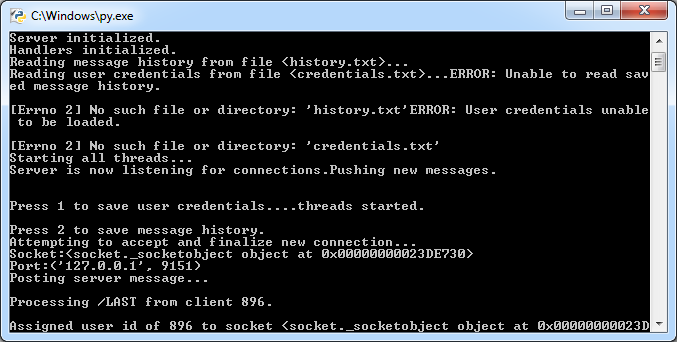 C:\Windows\py.exe
Server initialized.
Handlers initialized.
Reading message history from file <history.txt>...
Reading user credentials from file <credentials.txt>...ERROR: Unable to read sav
ed message history.
[Errno 2] No such file or directory: 'history.txt'ERROR: User credentials unable
 to be loaded.
[Errno 2] No such file or directory: 'credentials.txt'
Starting all threads...
Server is now listening for connections.Pushing new messages.
Press 1 to save user credentials....threads started.
Press 2 to save message history.
Attempting to accept and finalize new connection...
Socket:<socket._socketobject object at 0x00000000023DE730>
Port:('127.0.0.1', 9151)
Posting server message...
Processing /LAST from client 896.
Assigned user id of 896 to socket <socket._socketobject object at 0x00000000023D